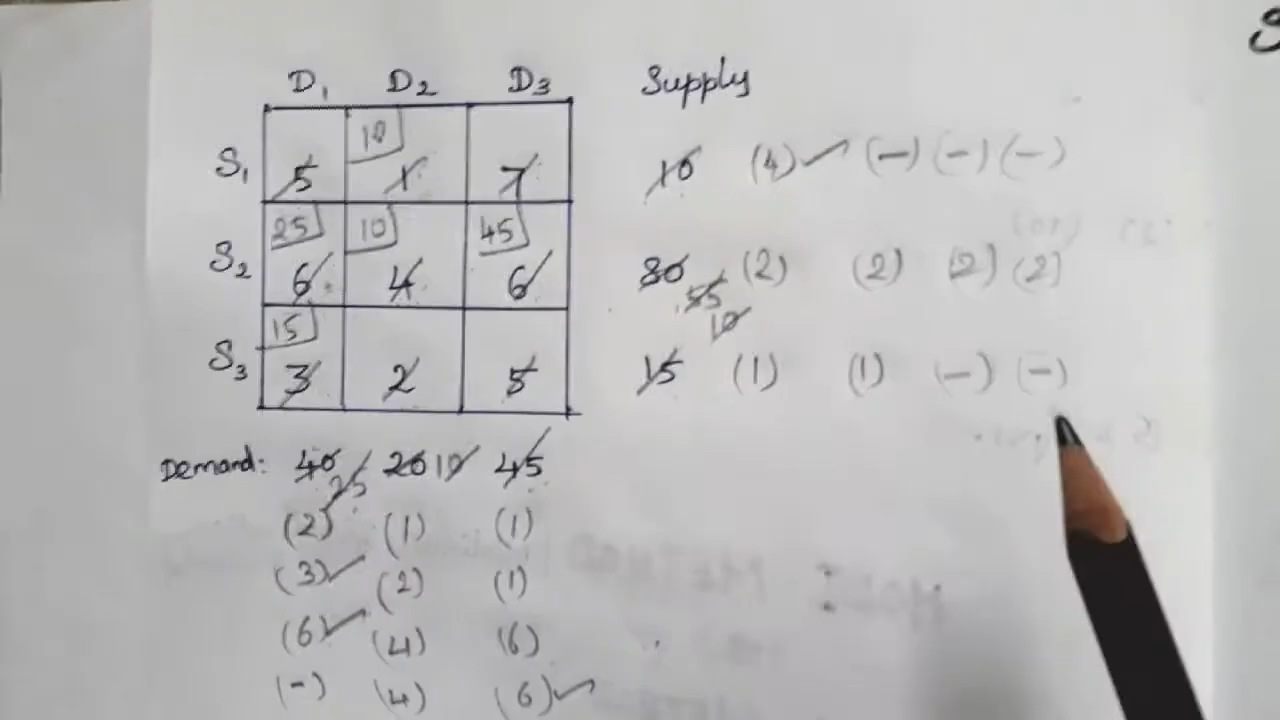 D1 D2 D3 Supply
10
S1 5 1 7 10 (4)✓ (-) (-) (-)
25 10 45
S2 6 4 6 80 (2) (2) (2) (2)
55
10
15
S3 3 2 5 15 (1) (1) (-) (-)
Demand: 40 20 10 45
25
(2) (1) (1)
(3)✓ (2) (1)
(6)✓ (4) (6)
(-) (4) (6)✓